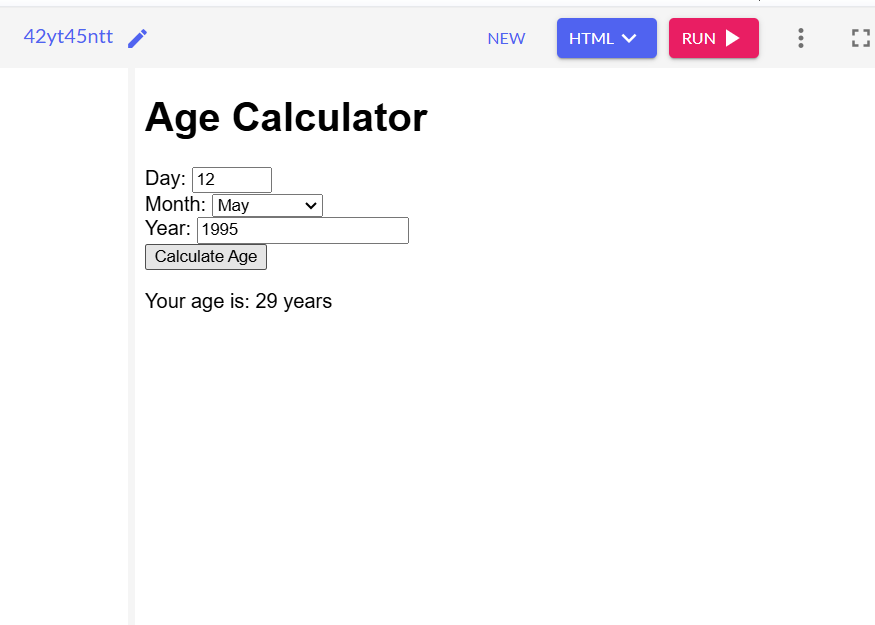 42yt45ntt NEW HTML RUN
Age Calculator
Day: 12
Month: May
Year: 1995
Calculate Age
Your age is: 29 years